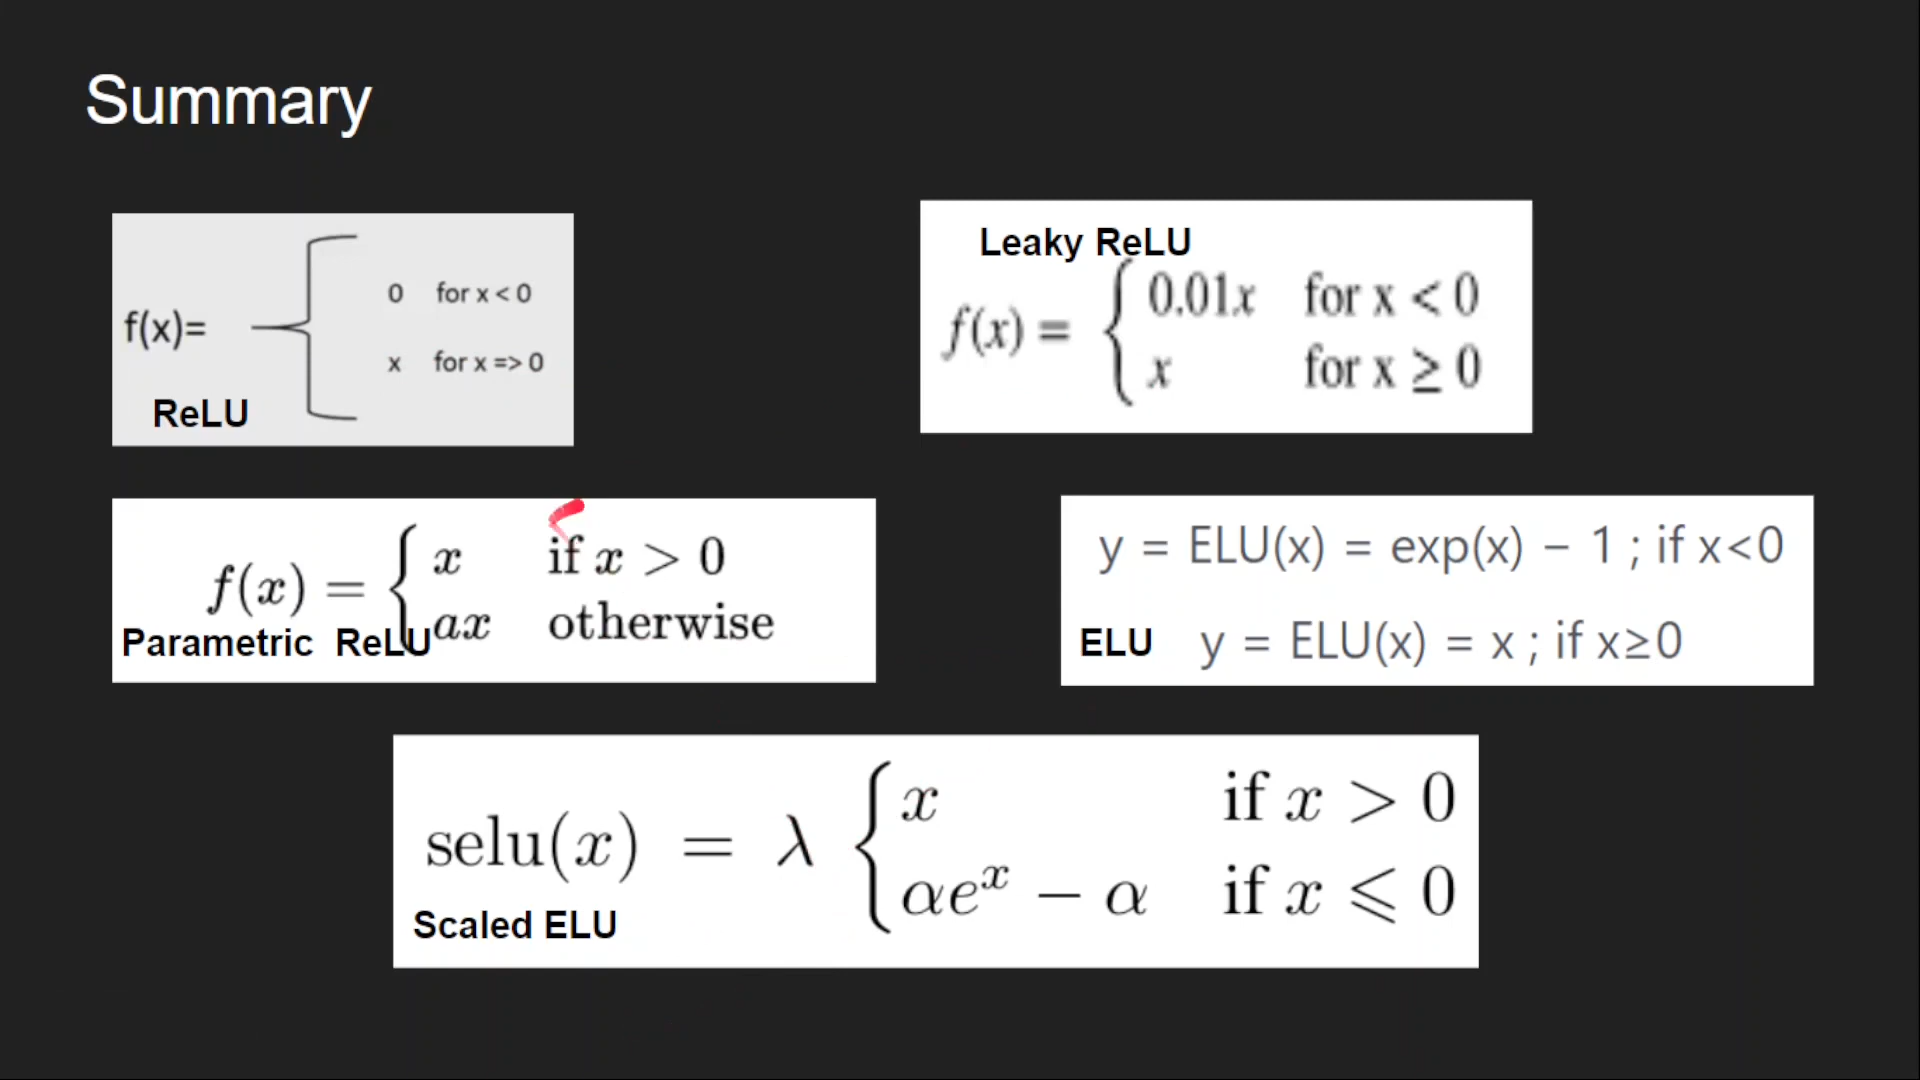 Summary
0 for x < 0
f(x)=
x for x => 0
ReLU
Leaky ReLU
0.01x for x < 0
f(x) =
x for x ≥ 0
x if x > 0
f(x) =
ax otherwise
Parametric ReLU
y = ELU(x) = exp(x) − 1 ; if x<0
ELU y = ELU(x) = x ; if x≥0
x if x > 0
selu(x) = λ
αeˣ − α if x ⩽ 0
Scaled ELU